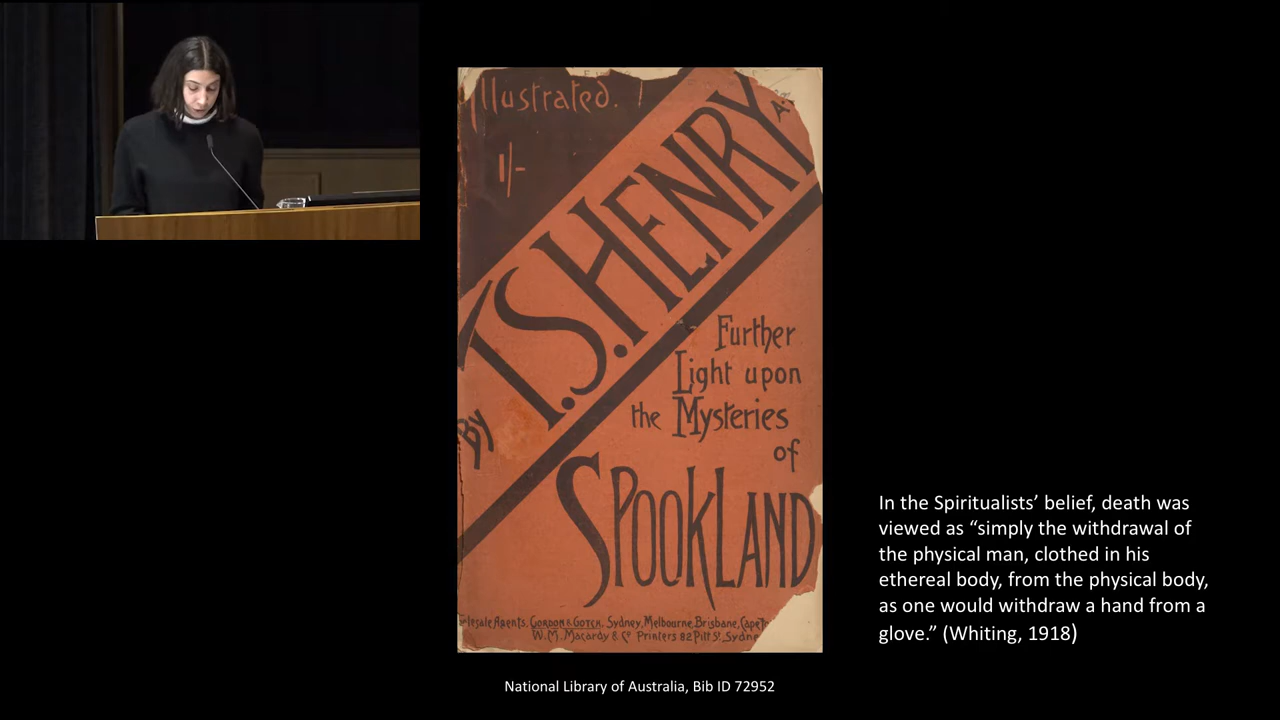 Illustrated.
1/-
By T.S. HENRY
Further
Light upon
the Mysteries
of
SPOOKLAND
Gordon & Gotch, Sydney, Melbourne, Brisbane,
W.M. Macardy & Co Printers 82 Pitt St, Sydne
National Library of Australia, Bib ID 72952
In the Spiritualists’ belief, death was
viewed as “simply the withdrawal of
the physical man, clothed in his
ethereal body, from the physical body,
as one would withdraw a hand from a
glove.” (Whiting, 1918)